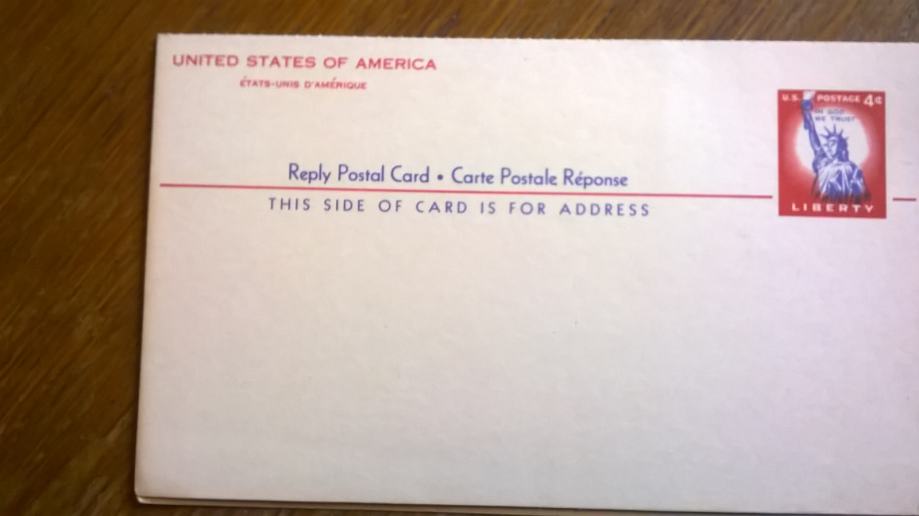 UNITED STATES OF AMERICA
ÉTATS-UNIS D'AMÉRIQUE
U.S. POSTAGE 4¢
IN GOD
WE TRUST
LIBERTY
Reply Postal Card • Carte Postale Réponse
THIS SIDE OF CARD IS FOR ADDRESS